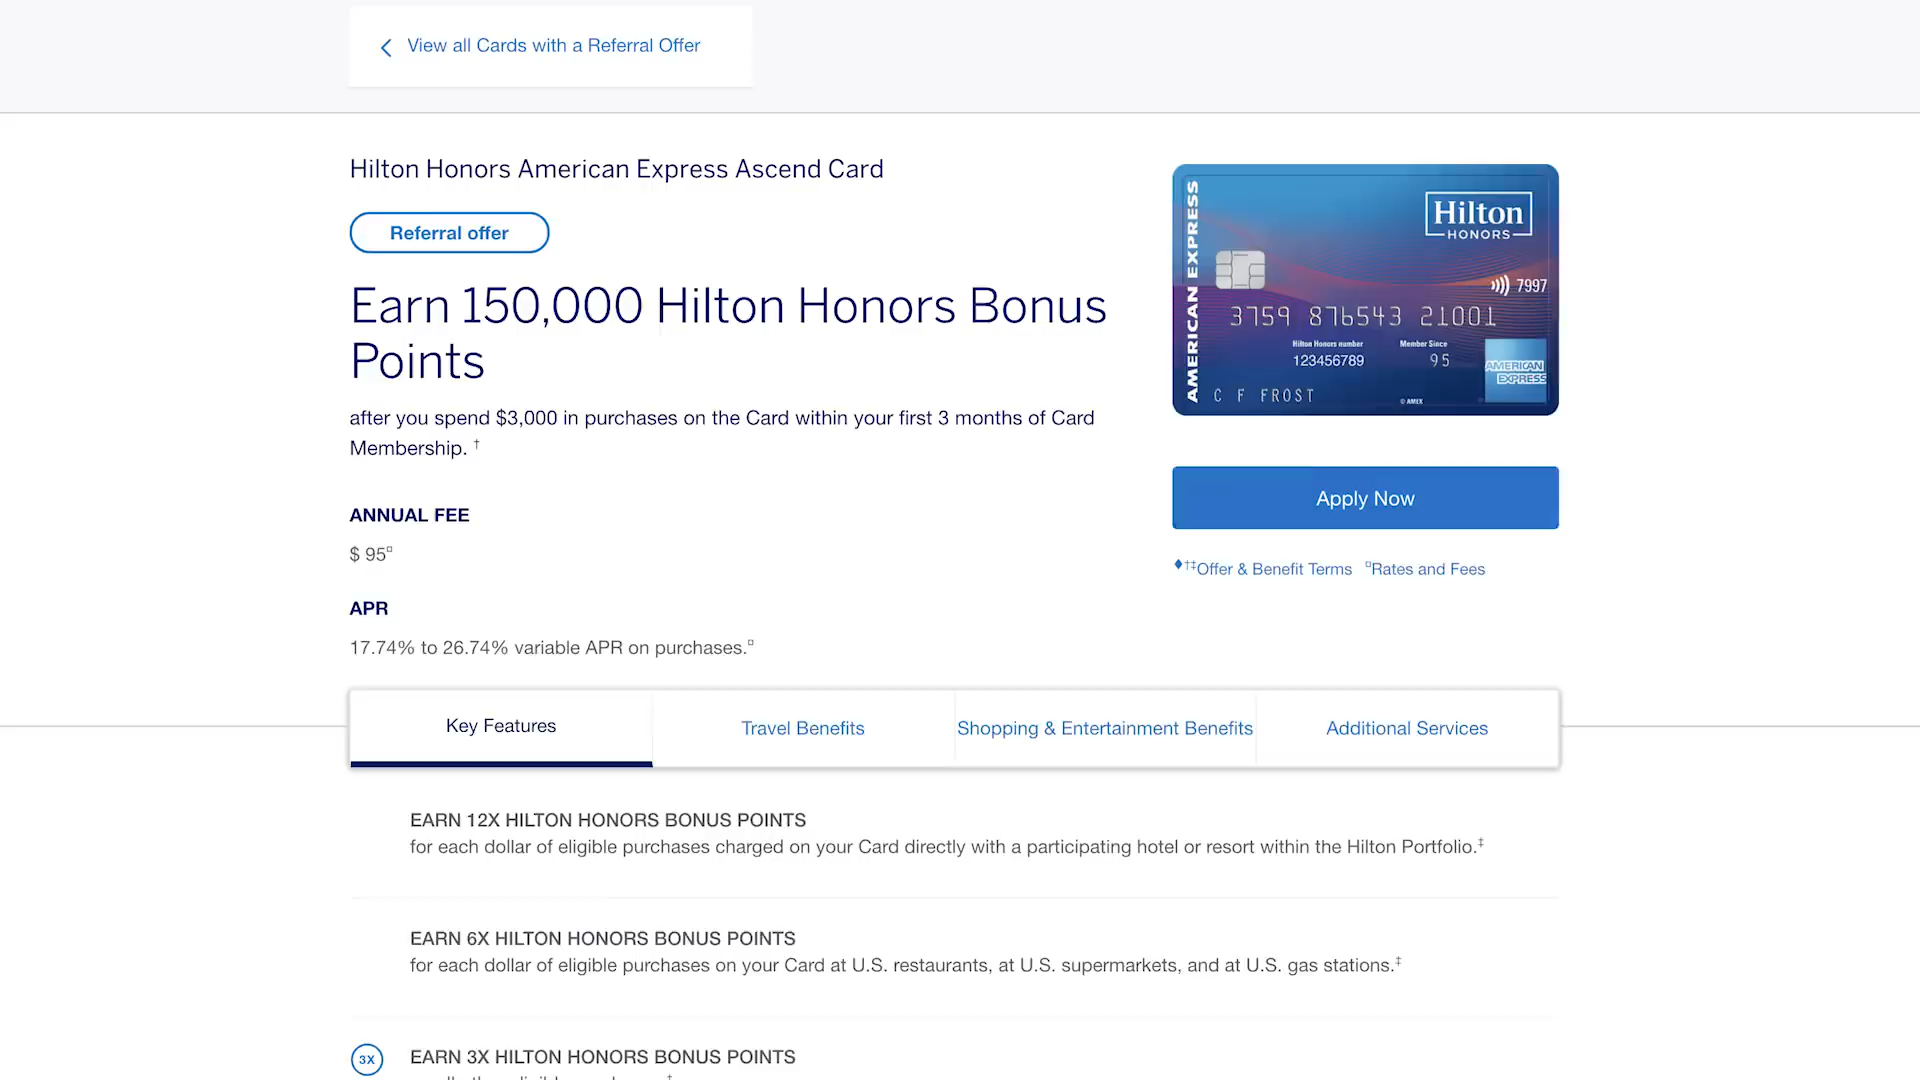 View all Cards with a Referral Offer
Hilton Honors American Express Ascend Card
Referral offer
Earn 150,000 Hilton Honors Bonus
Points
after you spend $3,000 in purchases on the Card within your first 3 months of Card
Membership. †
ANNUAL FEE
$ 95¤
APR
17.74% to 26.74% variable APR on purchases.¤
AMERICAN EXPRESS
Hilton
HONORS
7997
3759 876543 21001
Hilton Honors number
Member Since
123456789
95
AMERICAN
EXPRESS
C F FROST
© AMEX
Apply Now
♦†‡Offer & Benefit Terms ¤Rates and Fees
Key Features
Travel Benefits
Shopping & Entertainment Benefits
Additional Services
EARN 12X HILTON HONORS BONUS POINTS
for each dollar of eligible purchases charged on your Card directly with a participating hotel or resort within the Hilton Portfolio.‡
EARN 6X HILTON HONORS BONUS POINTS
for each dollar of eligible purchases on your Card at U.S. restaurants, at U.S. supermarkets, and at U.S. gas stations.‡
3X
EARN 3X HILTON HONORS BONUS POINTS